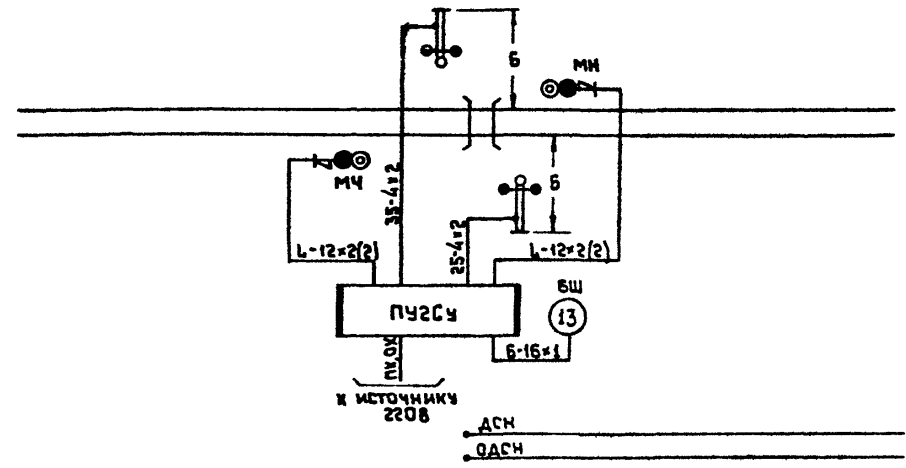 Б
МН
МЧ
35-4×2
Б
25-4×2
L-12×2(2)
L-12×2(2)
БШ
ПУГСУ
13
ПХ,ОХ
Б-16×1
К ИСТОЧНИКУ
220В
ДСН
ОДСН